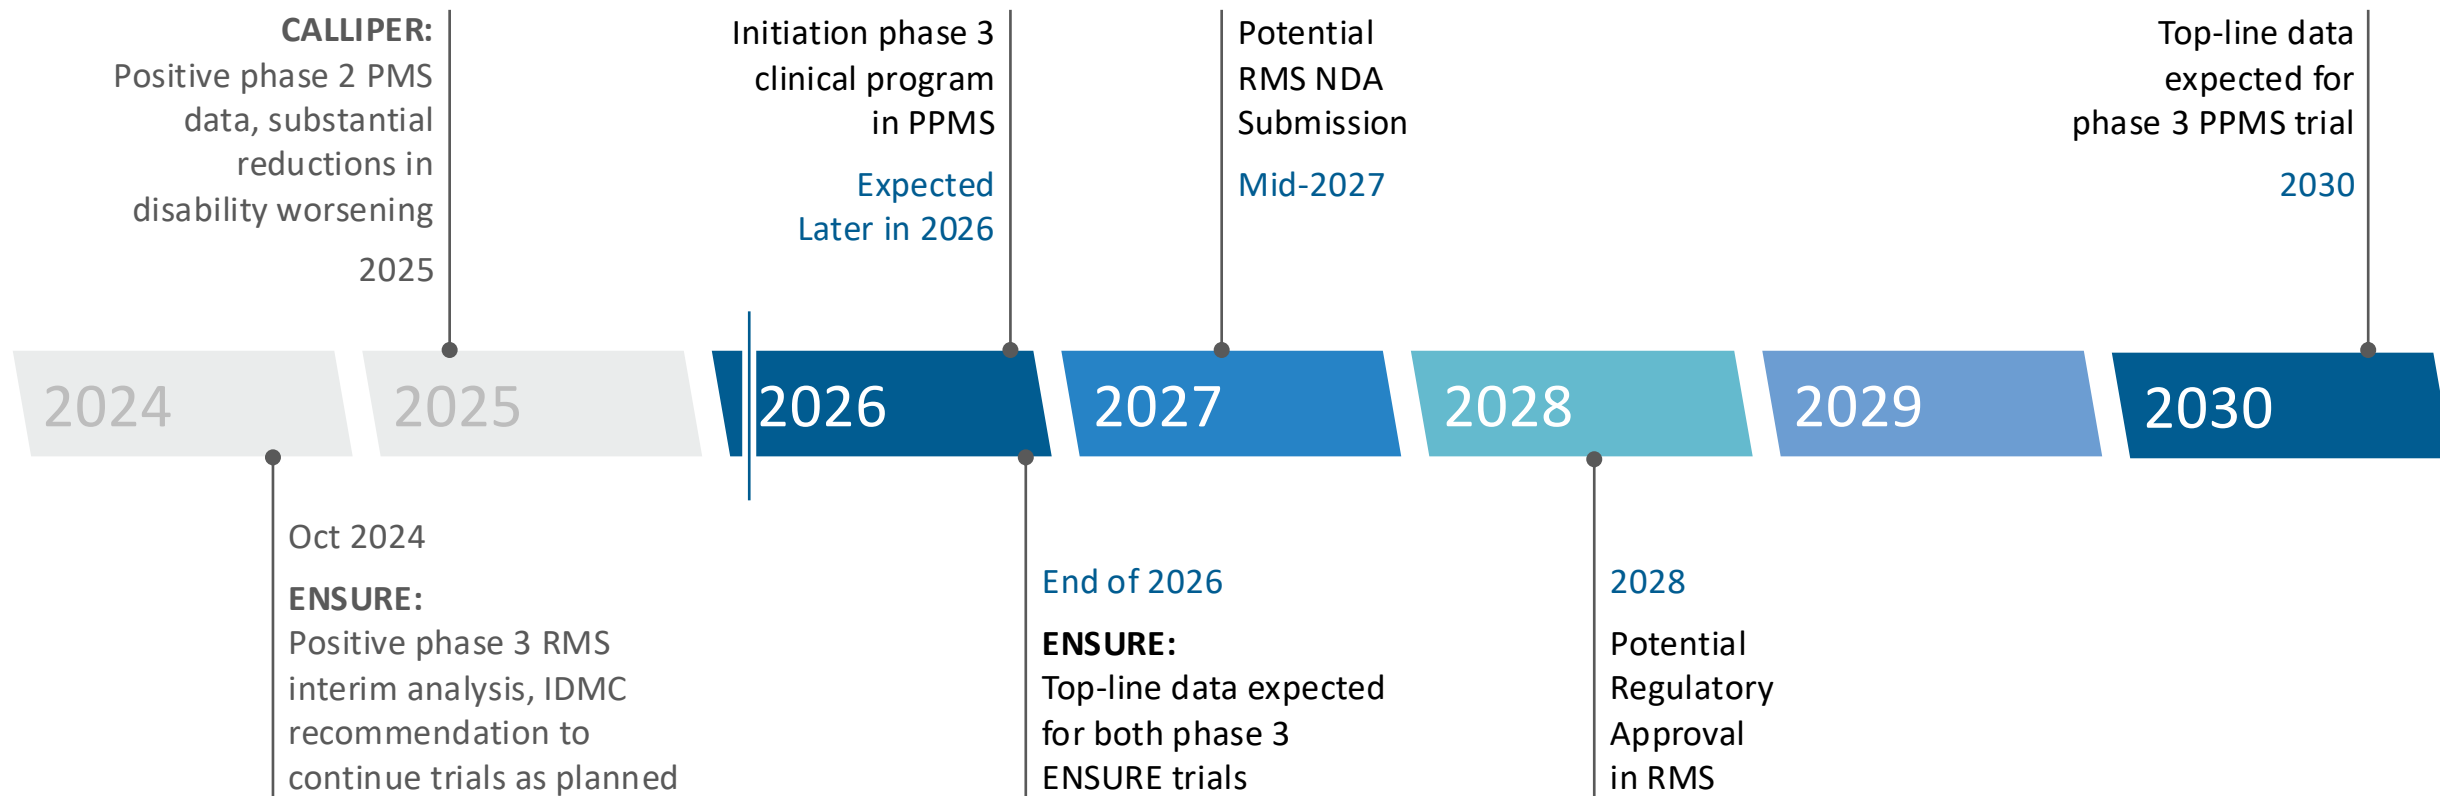 CALLIPER:
Positive phase 2 PMS
data, substantial
reductions in
disability worsening
2025
Initiation phase 3
clinical program
in PPMS
Expected
Later in 2026
Potential
RMS NDA
Submission
Mid-2027
Top-line data
expected for
phase 3 PPMS trial
2030
2024
2025
2026
2027
2028
2029
2030
Oct 2024
ENSURE:
Positive phase 3 RMS
interim analysis, IDMC
recommendation to
continue trials as planned
End of 2026
ENSURE:
Top-line data expected
for both phase 3
ENSURE trials
2028
Potential
Regulatory
Approval
in RMS